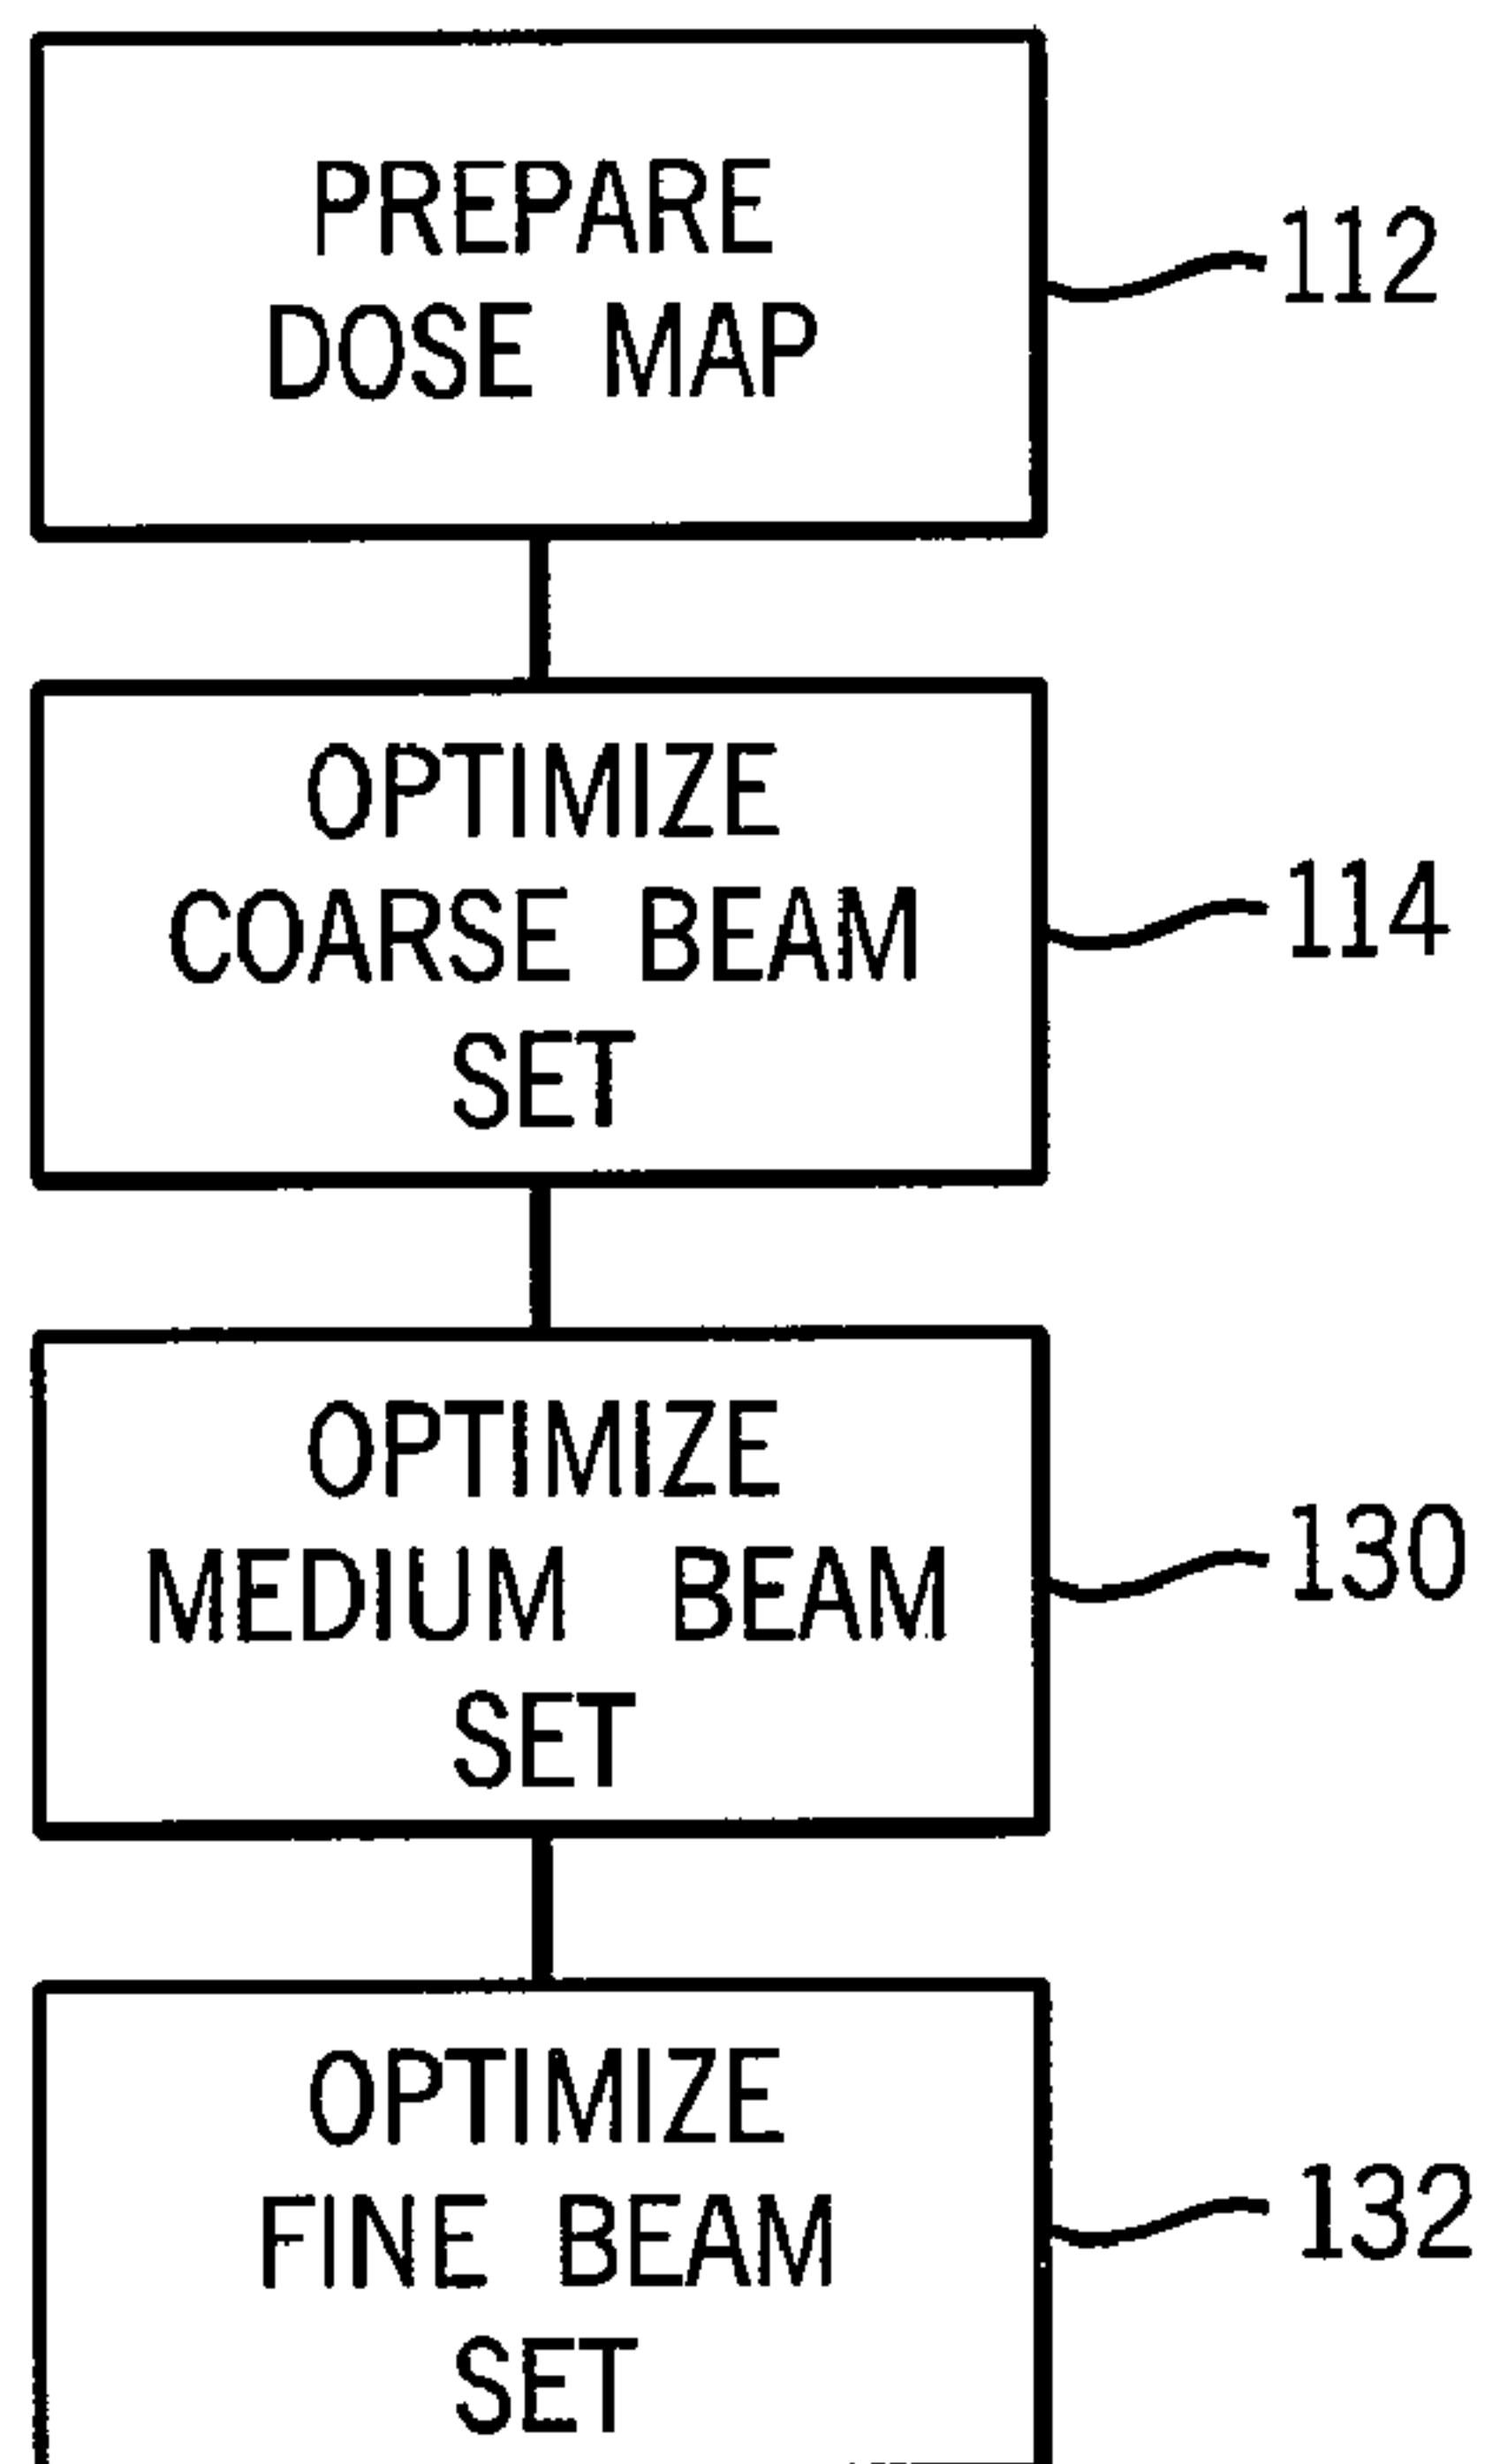 PREPARE
DOSE MAP
112
OPTIMIZE
COARSE BEAM
SET
114
OPTIMIZE
MEDIUM BEAM
SET
130
OPTIMIZE
FINE BEAM
SET
132